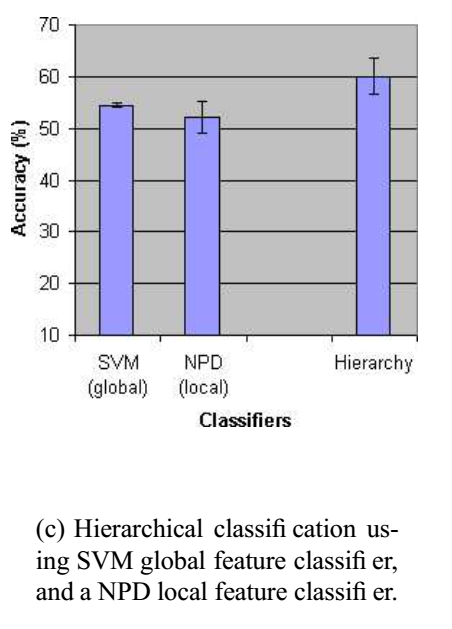 70
60
50
40
30
20
10
Accuracy (%)
SVM NPD Hierarchy
(global) (local)
Classifiers
(c) Hierarchical classifi cation us-
ing SVM global feature classifi er,
and a NPD local feature classifi er.